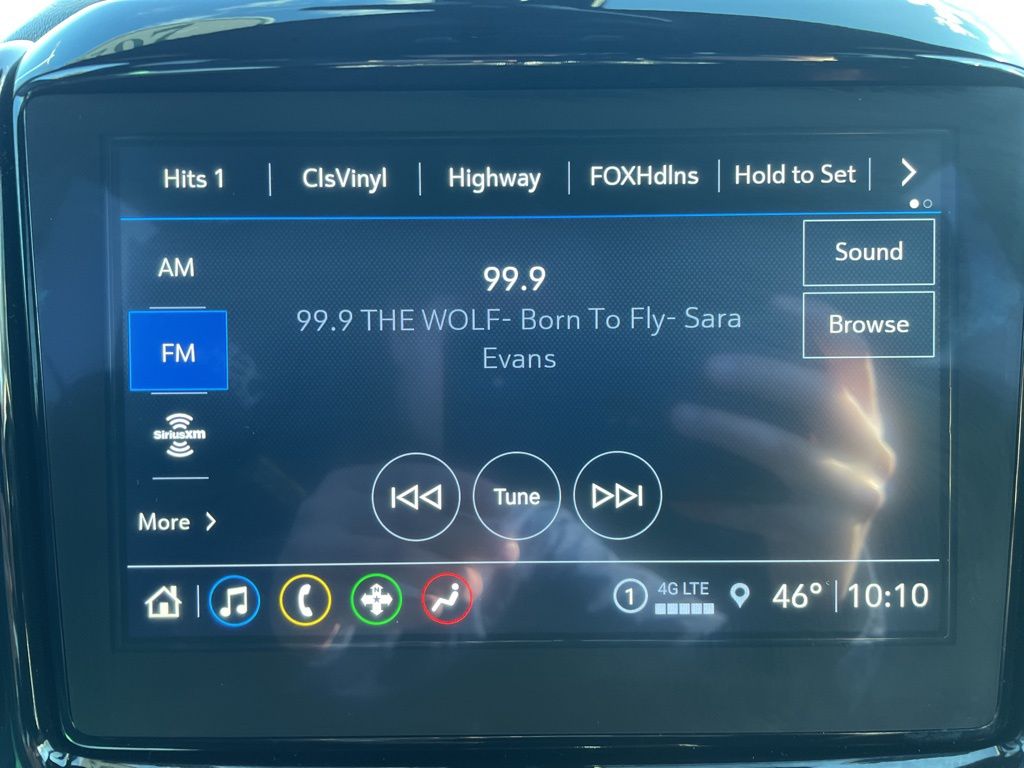 Hits 1 ClsVinyl Highway FOXHdlns Hold to Set
AM
FM
SiriusXM
More
99.9
99.9 THE WOLF- Born To Fly- Sara
Evans
Sound
Browse
Tune
1 4G LTE 46° 10:10